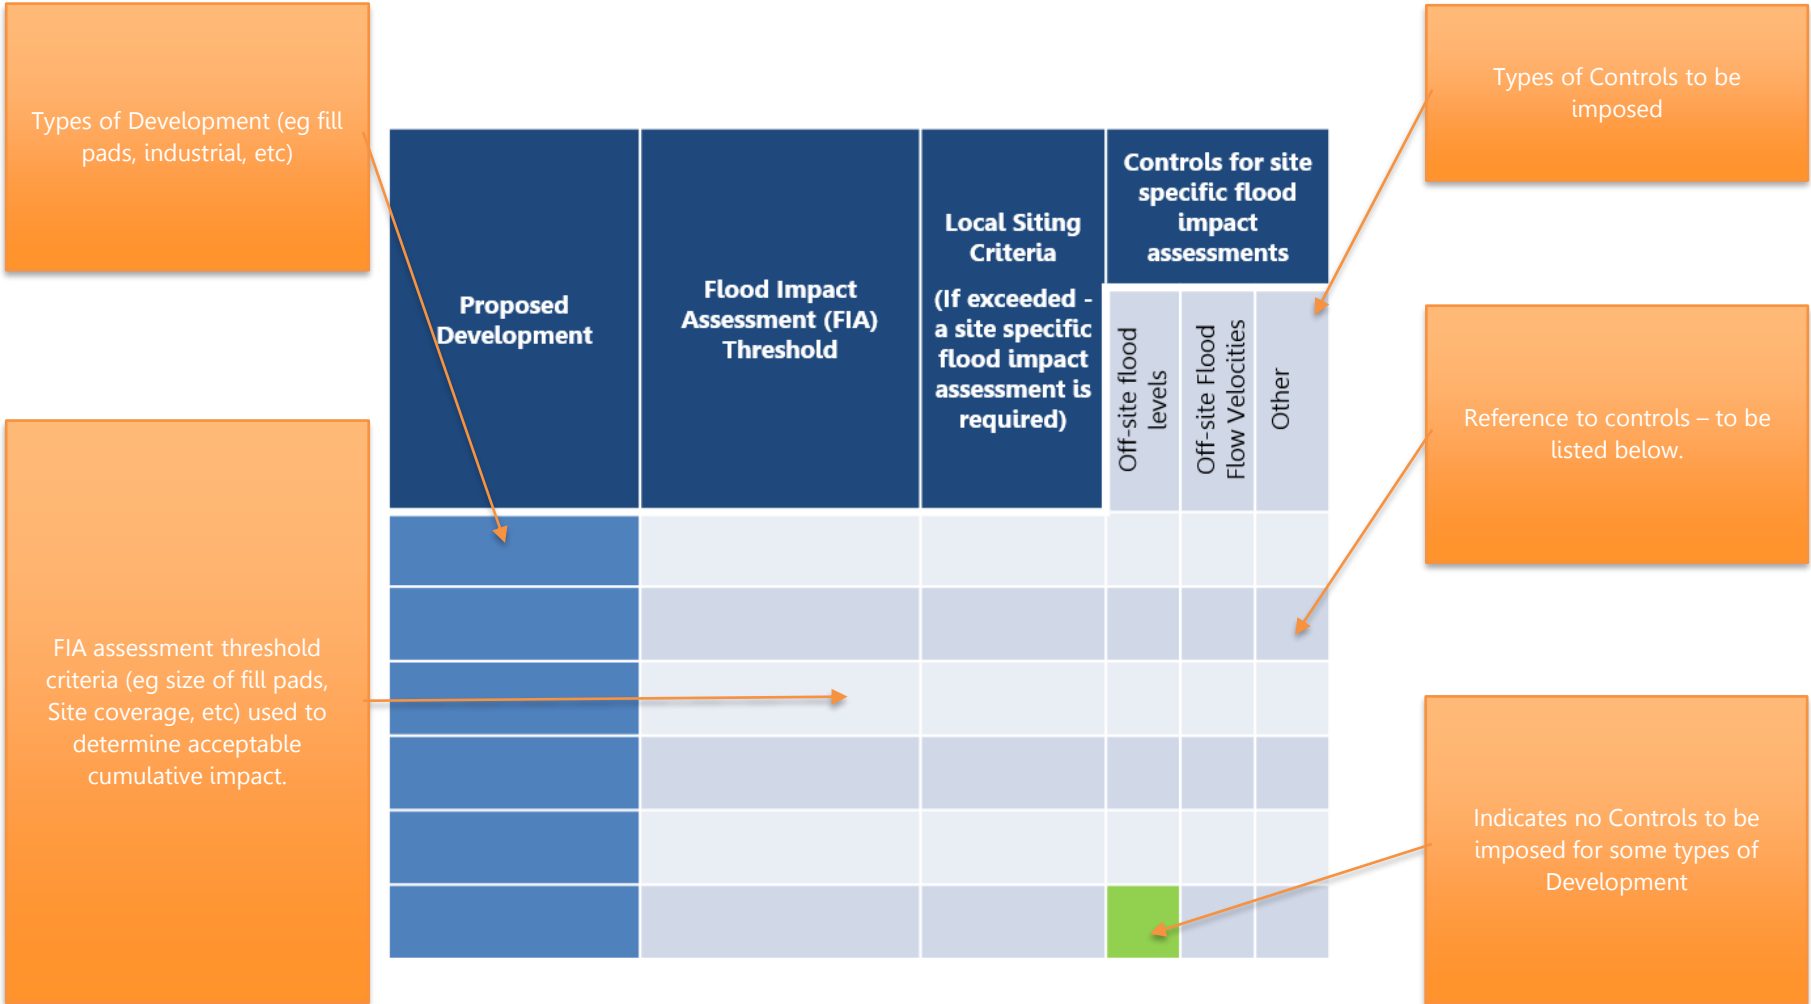 Types of Development (eg fill
pads, industrial, etc)
FIA assessment threshold
criteria (eg size of fill pads,
Site coverage, etc) used to
determine acceptable
cumulative impact.
Proposed
Development
Flood Impact
Assessment (FIA)
Threshold
Local Siting
Criteria
(If exceeded -
a site specific
flood impact
assessment is
required)
Controls for site
specific flood
impact
assessments
Off-site flood
levels
Off-site Flood
Flow Velocities
Other
Types of Controls to be
imposed
Reference to controls – to be
listed below.
Indicates no Controls to be
imposed for some types of
Development